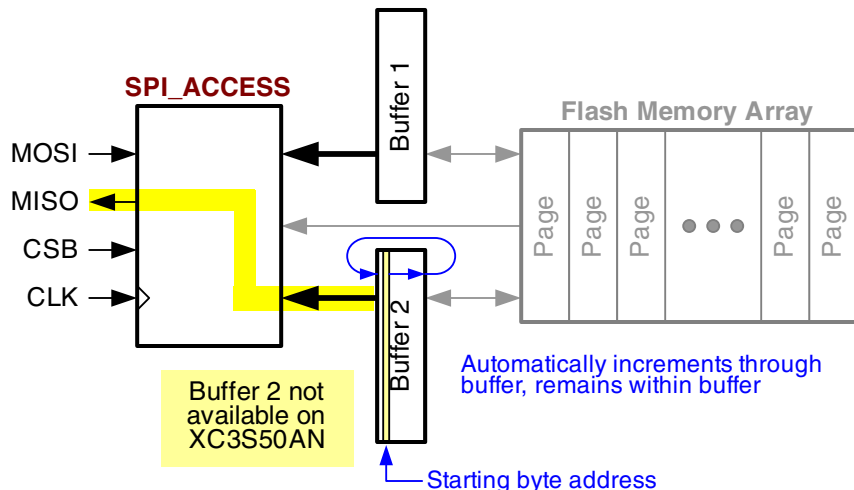 SPI_ACCESS
MOSI
MISO
CSB
CLK
Buffer 1
Buffer 2
Flash Memory Array
Page
Page
Page
Page
Page
Buffer 2 not
available on
XC3S50AN
Automatically increments through
buffer, remains within buffer
Starting byte address